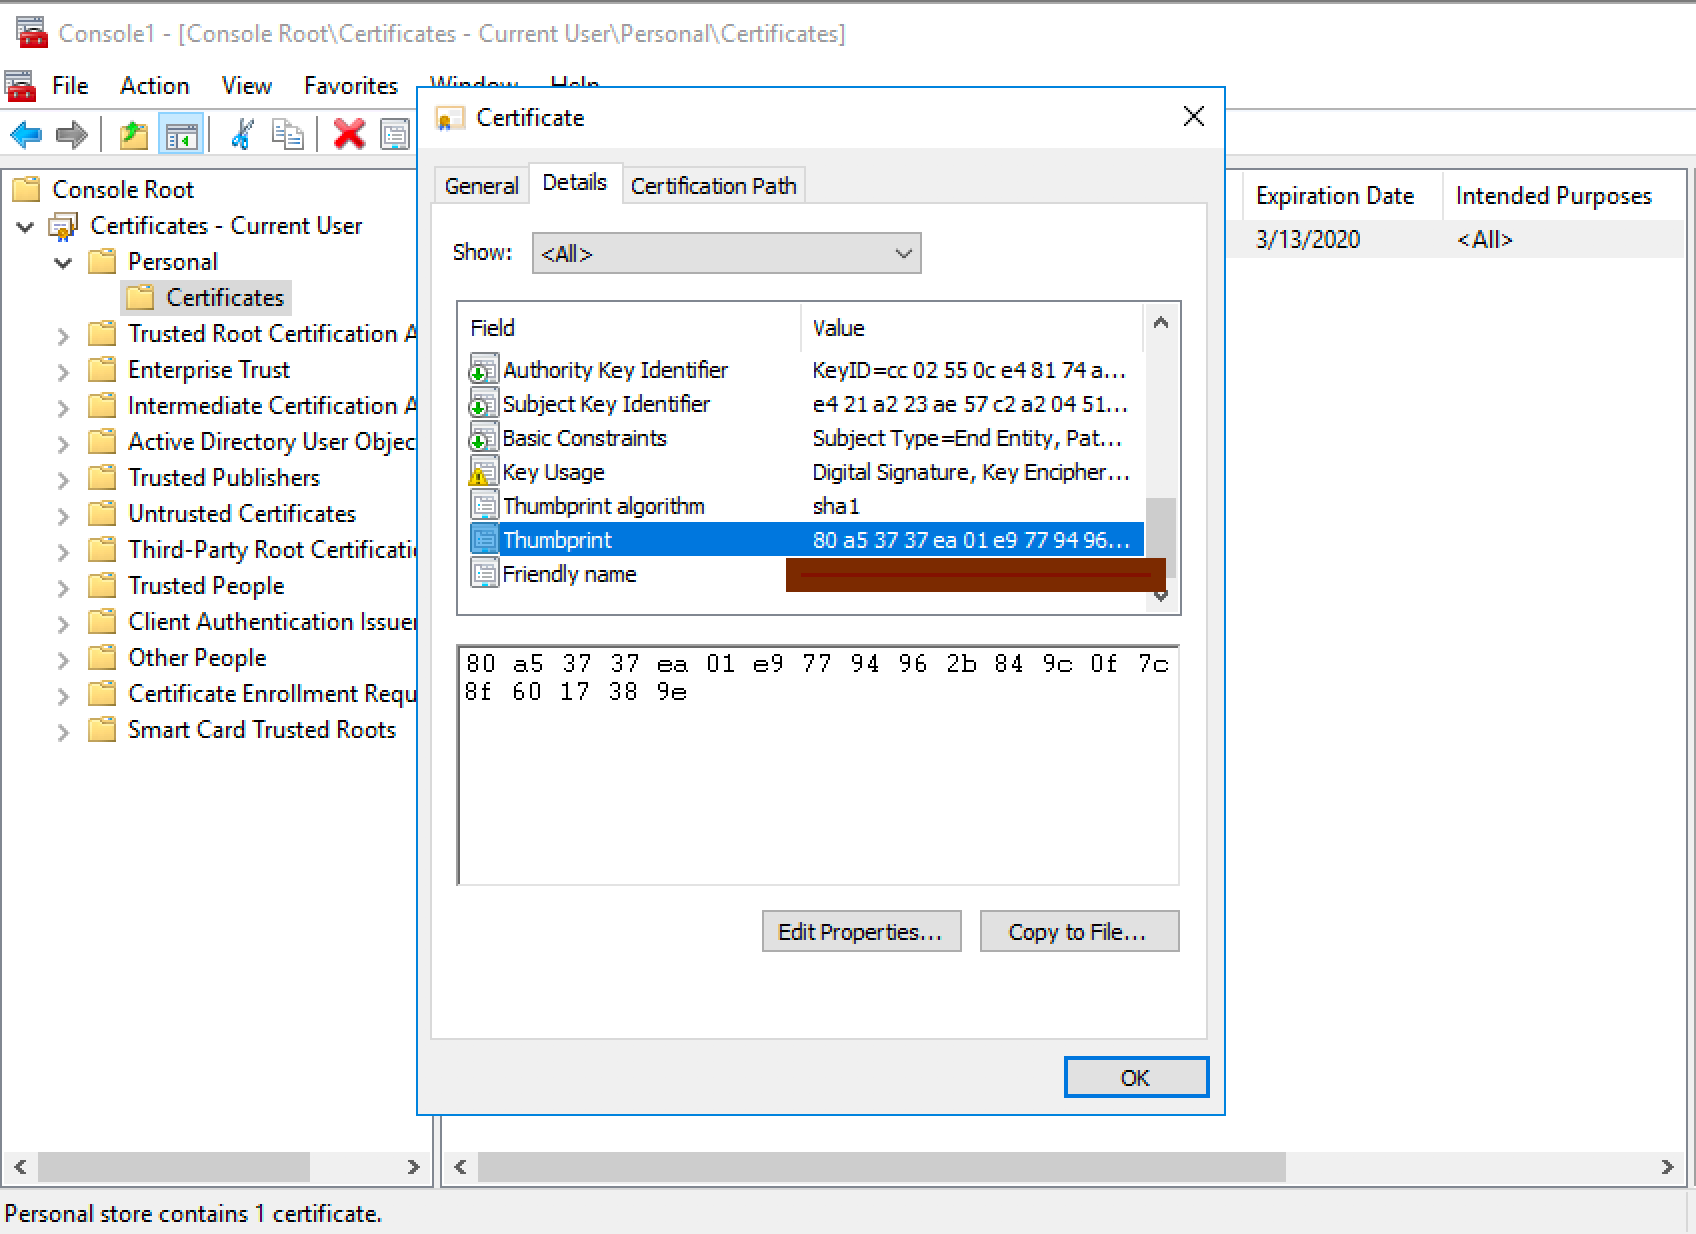 Console1 - [Console Root\Certificates - Current User\Personal\Certificates]
File Action View Favorites Window Help
Console Root
Certificates - Current User
Personal
Certificates
Trusted Root Certification A
Enterprise Trust
Intermediate Certification A
Active Directory User Objec
Trusted Publishers
Untrusted Certificates
Third-Party Root Certificati
Trusted People
Client Authentication Issuer
Other People
Certificate Enrollment Requ
Smart Card Trusted Roots
Certificate
General Details Certification Path
Show: <All>
Field Value
Authority Key Identifier KeyID=cc 02 55 0c e4 81 74 a...
Subject Key Identifier e4 21 a2 23 ae 57 c2 a2 04 51...
Basic Constraints Subject Type=End Entity, Pat...
Key Usage Digital Signature, Key Encipher...
Thumbprint algorithm sha1
Thumbprint 80 a5 37 37 ea 01 e9 77 94 96...
Friendly name
80 a5 37 37 ea 01 e9 77 94 96 2b 84 9c 0f 7c
8f 60 17 38 9e
Edit Properties... Copy to File...
OK
Expiration Date Intended Purposes
3/13/2020 <All>
Personal store contains 1 certificate.